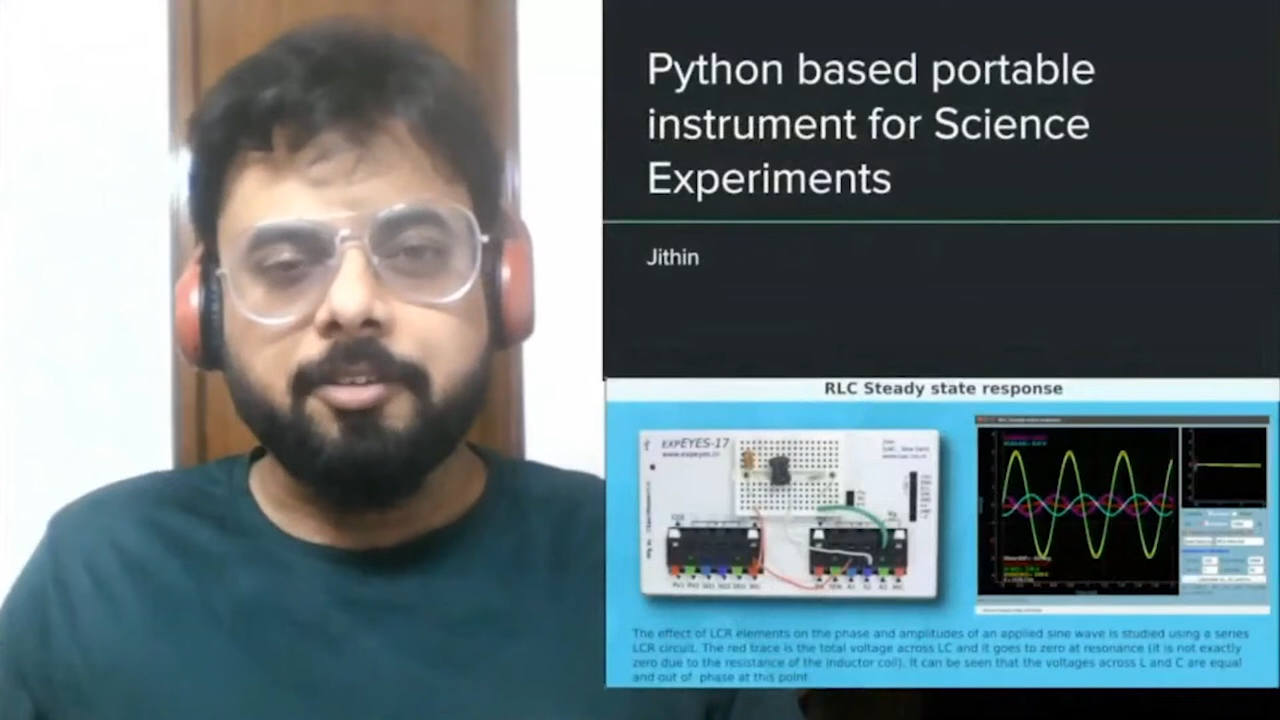 Python based portable
instrument for Science
Experiments
Jithin
RLC Steady state response
expEYES-17
The effect of LCR elements on the phase and amplitudes of an applied sine wave is studied using a series
LCR circuit. The red trace is the total voltage across LC and it goes to zero at resonance (it is not exactly
zero due to the resistance of the inductor coil). It can be seen that the voltages across L and C are equal
and out of phase at this point